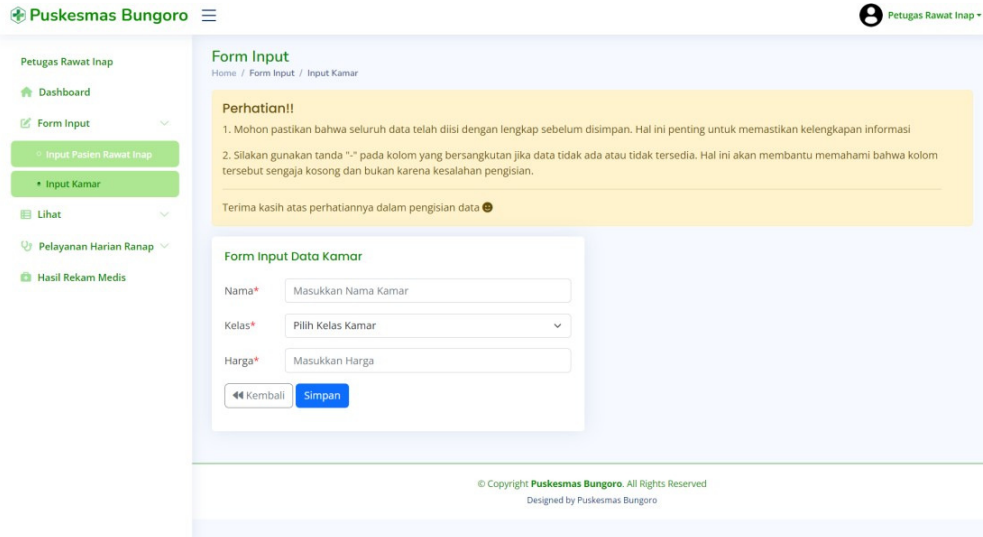 Puskesmas Bungoro
Petugas Rawat Inap
Petugas Rawat Inap
Dashboard
Form Input
Input Pasien Rawat Inap
Input Kamar
Lihat
Pelayanan Harian Ranap
Hasil Rekam Medis
Form Input
Home / Form Input / Input Kamar
Perhatian!!
1. Mohon pastikan bahwa seluruh data telah diisi dengan lengkap sebelum disimpan. Hal ini penting untuk memastikan kelengkapan informasi
2. Silakan gunakan tanda "-" pada kolom yang bersangkutan jika data tidak ada atau tidak tersedia. Hal ini akan membantu memahami bahwa kolom
tersebut sengaja kosong dan bukan karena kesalahan pengisian.
Terima kasih atas perhatiannya dalam pengisian data
Form Input Data Kamar
Nama* Masukkan Nama Kamar
Kelas* Pilih Kelas Kamar
Harga* Masukkan Harga
Kembali Simpan
© Copyright Puskesmas Bungoro. All Rights Reserved
Designed by Puskesmas Bungoro